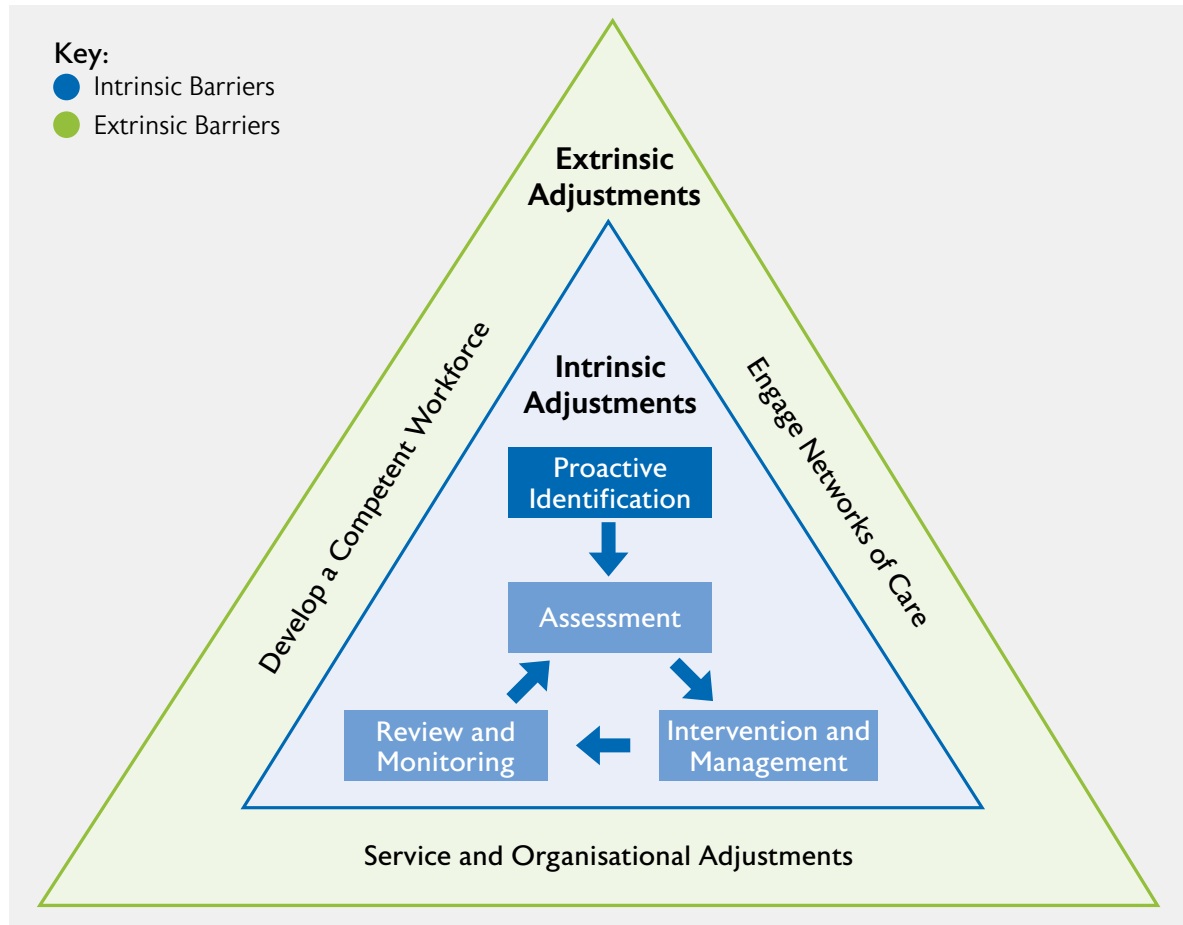 Key:
Intrinsic Barriers
Extrinsic Barriers
Extrinsic
Adjustments
Develop a Competent Workforce
Engage Networks of Care
Intrinsic
Adjustments
Proactive
Identification
Assessment
Review and
Monitoring
Intervention and
Management
Service and Organisational Adjustments